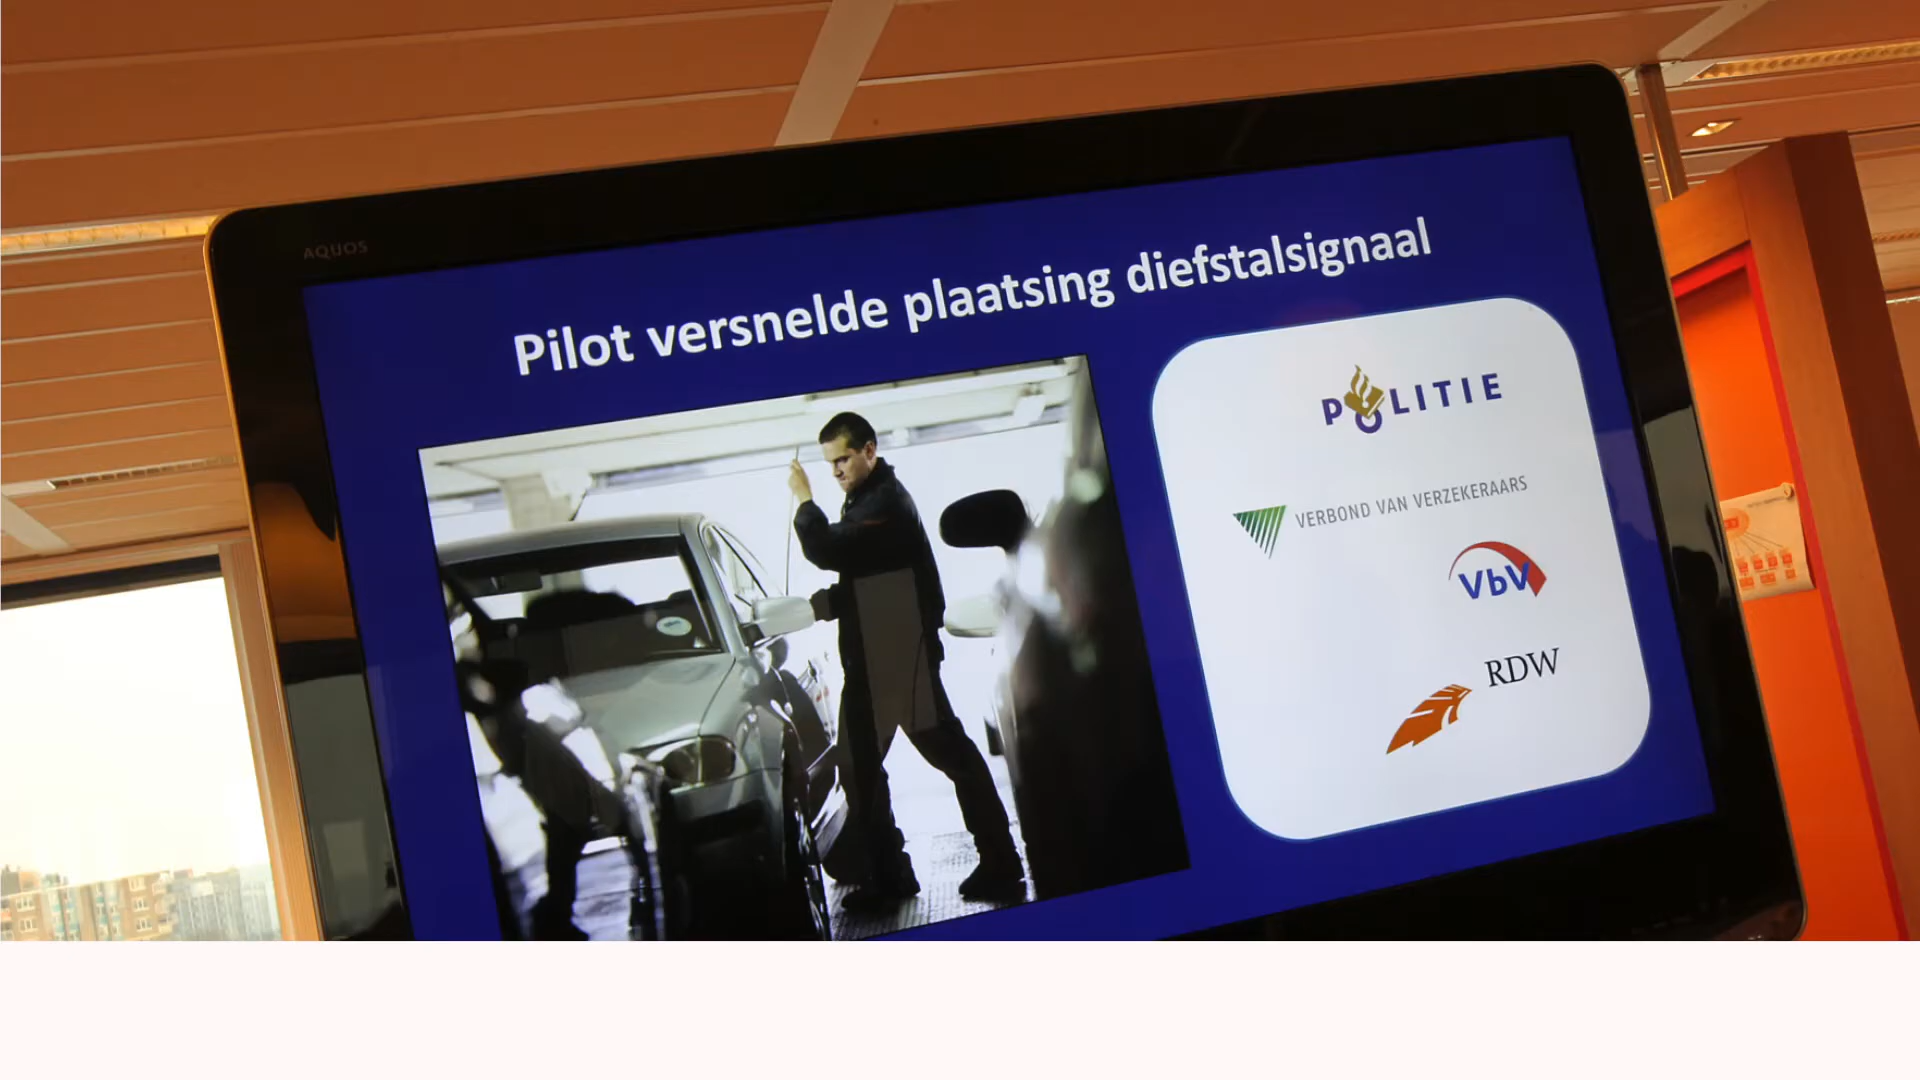 AQUOS
Pilot versnelde plaatsing diefstalsignaal
POLITIE
VERBOND VAN VERZEKERAARS
VbV
RDW